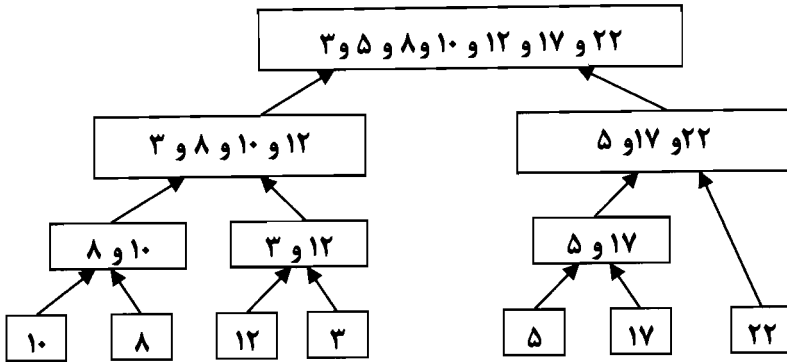 ۳ و ۵ و ۸ و ۱۰ و ۱۲ و ۱۷ و ۲۲
۳ و ۸ و ۱۰ و ۱۲
۵ و ۱۷ و ۲۲
۸ و ۱۰
۳ و ۱۲
۵ و ۱۷
۱۰
۸
۱۲
۳
۵
۱۷
۲۲